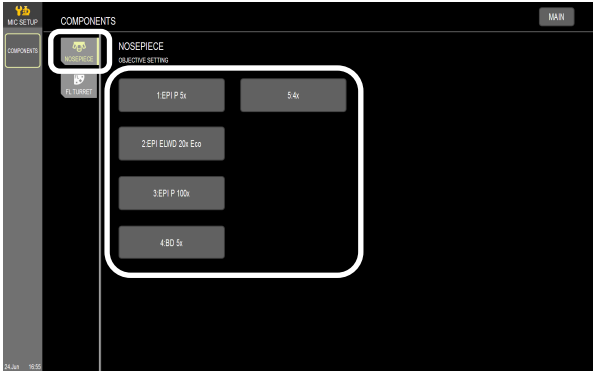 MIC SETUP
COMPONENTS
MAIN
COMPONENTS
NOSEPIECE
FL TURRET
NOSEPIECE
OBJECTIVE SETTING
1:EPI P 5x
5:4x
2:EPI ELWD 20x Eco
3:EPI P 100x
4:BD 5x
24.Jun 16:55